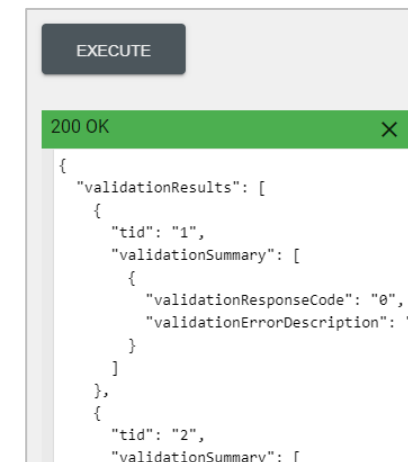 EXECUTE
200 OK
{
"validationResults": [
{
"tid": "1",
"validationSummary": [
{
"validationResponseCode": "0",
"validationErrorDescription": "
}
]
},
{
"tid": "2",
"validationSummary": [